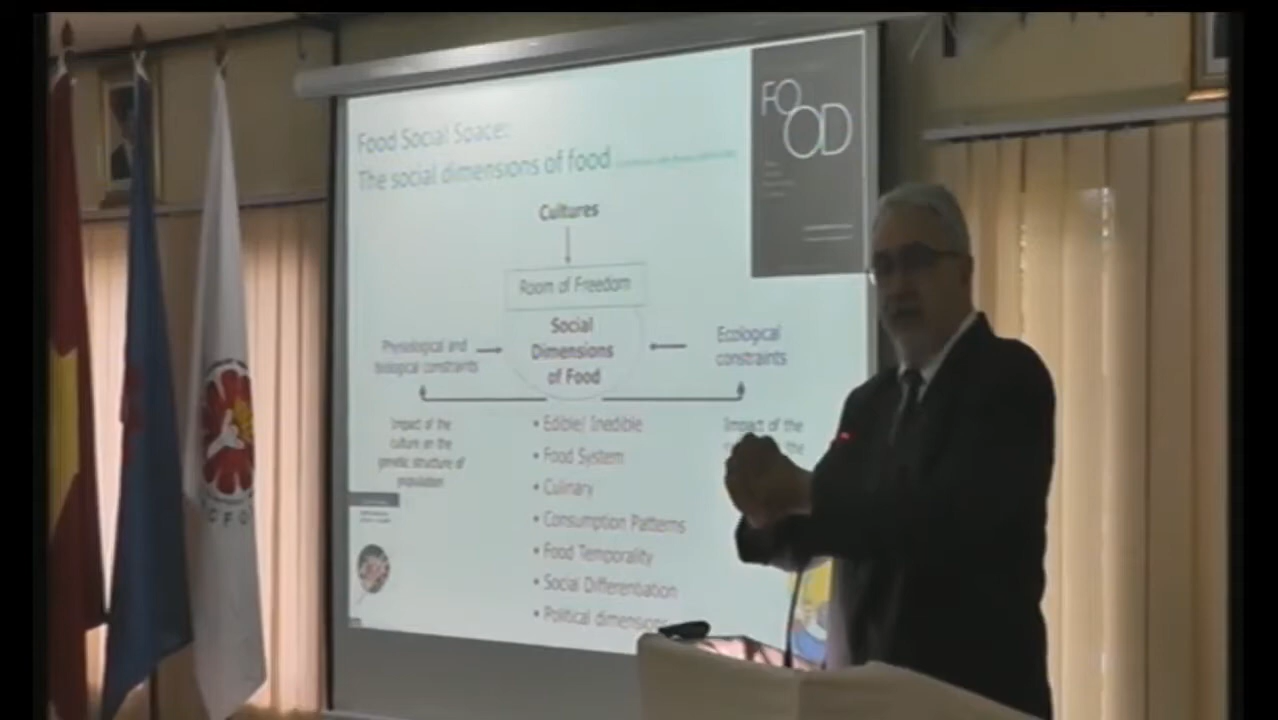 Food Social Space:
The social dimensions of food
FOOD
Cultures
Room of Freedom
Social
Dimensions
of Food
Physiological and
biological constraints
Ecological
constraints
Impact of the
culture on the
genetic structure of
population
Impact of the
the
• Edible/ Inedible
• Food System
• Culinary
• Consumption Patterns
• Food Temporality
• Social Differentiation
• Political dimensions